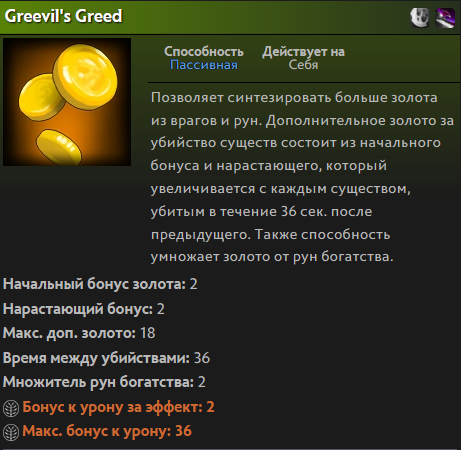 Greevil's Greed
Способность Действует на
Пассивная Себя
Позволяет синтезировать больше золота
из врагов и рун. Дополнительное золото за
убийство существ состоит из начального
бонуса и нарастающего, который
увеличивается с каждым существом,
убитым в течение 36 сек. после
предыдущего. Также способность
умножает золото от рун богатства.
Начальный бонус золота: 2
Нарастающий бонус: 2
Макс. доп. золото: 18
Время между убийствами: 36
Множитель рун богатства: 2
Бонус к урону за эффект: 2
Макс. бонус к урону: 36